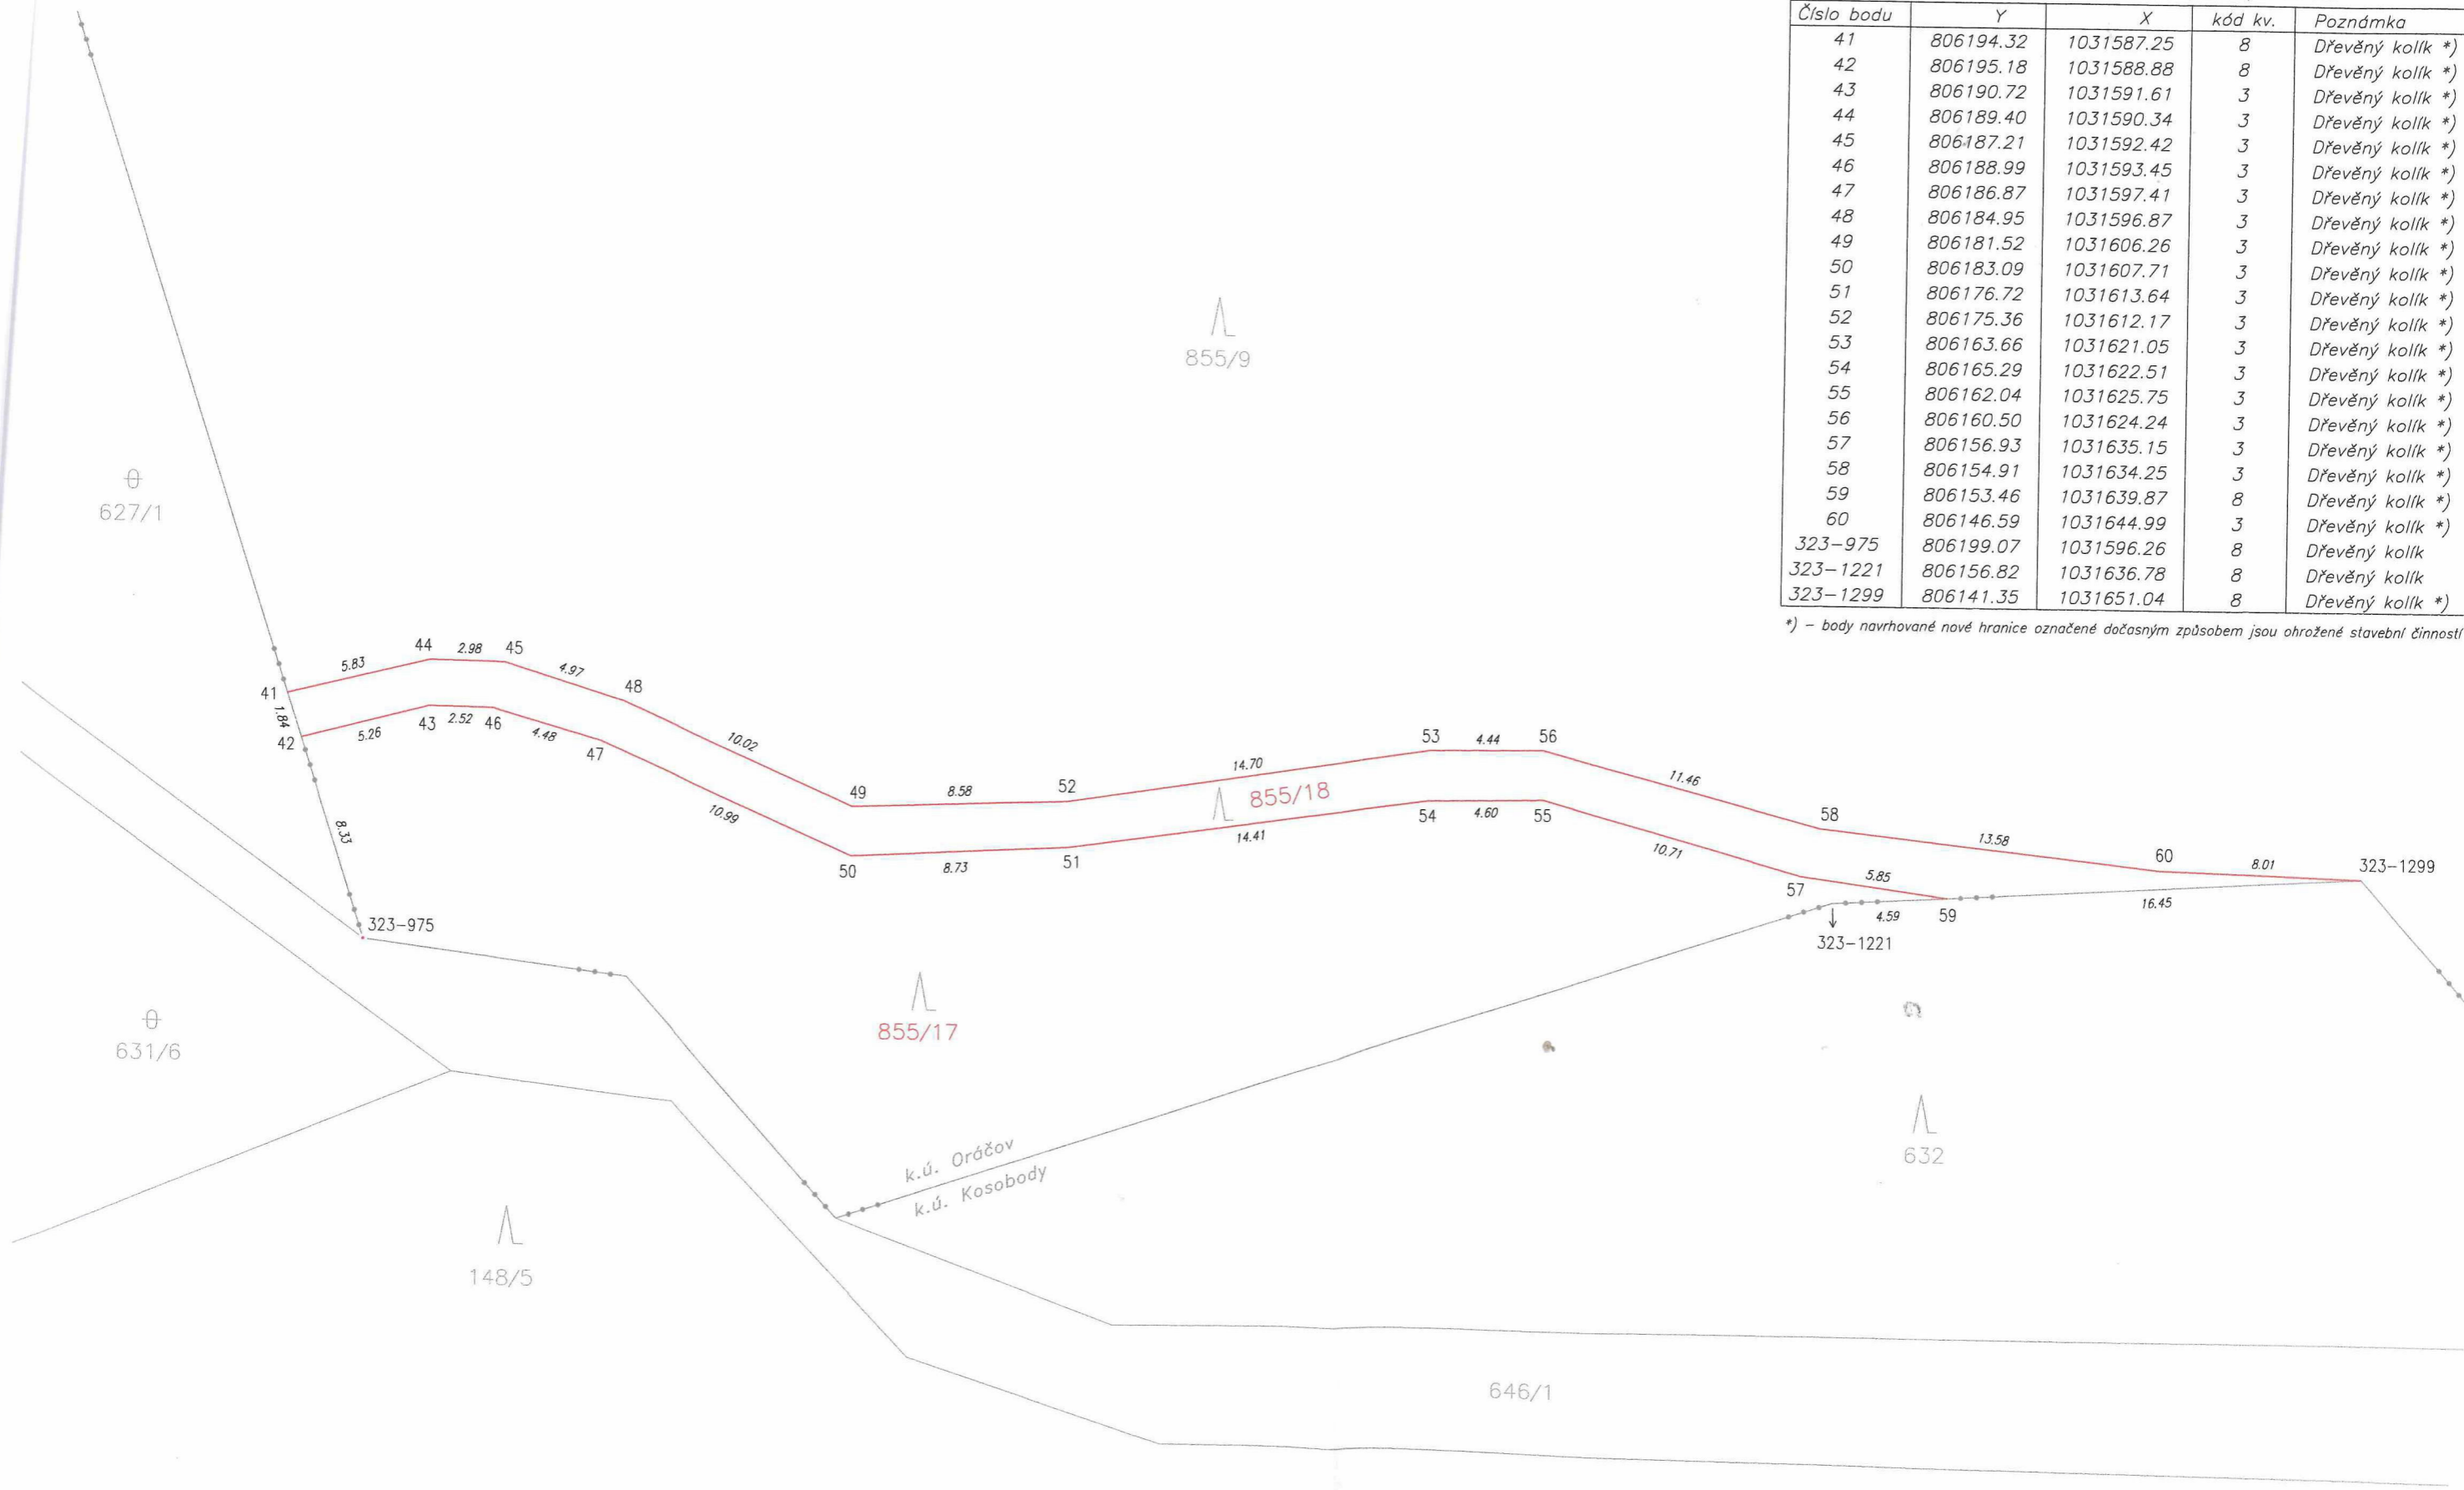 Číslo bodu Y X kód kv. Poznámka
41 806194.32 1031587.25 8 Dřevěný kolík *)
42 806195.18 1031588.88 8 Dřevěný kolík *)
43 806190.72 1031591.61 3 Dřevěný kolík *)
44 806189.40 1031590.34 3 Dřevěný kolík *)
45 806187.21 1031592.42 3 Dřevěný kolík *)
46 806188.99 1031593.45 3 Dřevěný kolík *)
47 806186.87 1031597.41 3 Dřevěný kolík *)
48 806184.95 1031596.87 3 Dřevěný kolík *)
49 806181.52 1031606.26 3 Dřevěný kolík *)
50 806183.09 1031607.71 3 Dřevěný kolík *)
51 806176.72 1031613.64 3 Dřevěný kolík *)
52 806175.36 1031612.17 3 Dřevěný kolík *)
53 806163.66 1031621.05 3 Dřevěný kolík *)
54 806165.29 1031622.51 3 Dřevěný kolík *)
55 806162.04 1031625.75 3 Dřevěný kolík *)
56 806160.50 1031624.24 3 Dřevěný kolík *)
57 806156.93 1031635.15 3 Dřevěný kolík *)
58 806154.91 1031634.25 3 Dřevěný kolík *)
59 806153.46 1031639.87 8 Dřevěný kolík *)
60 806146.59 1031644.99 3 Dřevěný kolík *)
323-975 806199.07 1031596.26 8 Dřevěný kolík
323-1221 806156.82 1031636.78 8 Dřevěný kolík
323-1299 806141.35 1031651.04 8 Dřevěný kolík *)
*) - body navrhované nové hranice označené dočasným způsobem jsou ohrožené stavební činností
855/9
627/1
44 2.98 45
5.83
4.97
48
41
1.84
43 2.52 46
42
5.26
4.48
47
10.02
53 4.44 56
14.70
11.46
49 8.58 52
855/18
10.99
54 4.60 55
58
8.33
14.41
13.58
10.71
50 8.73 51
60
8.01
323-1299
5.85
57
16.45
4.59 59
323-975
323-1221
855/17
631/6
k.ú. Oráčov
k.ú. Kosobody
632
148/5
646/1